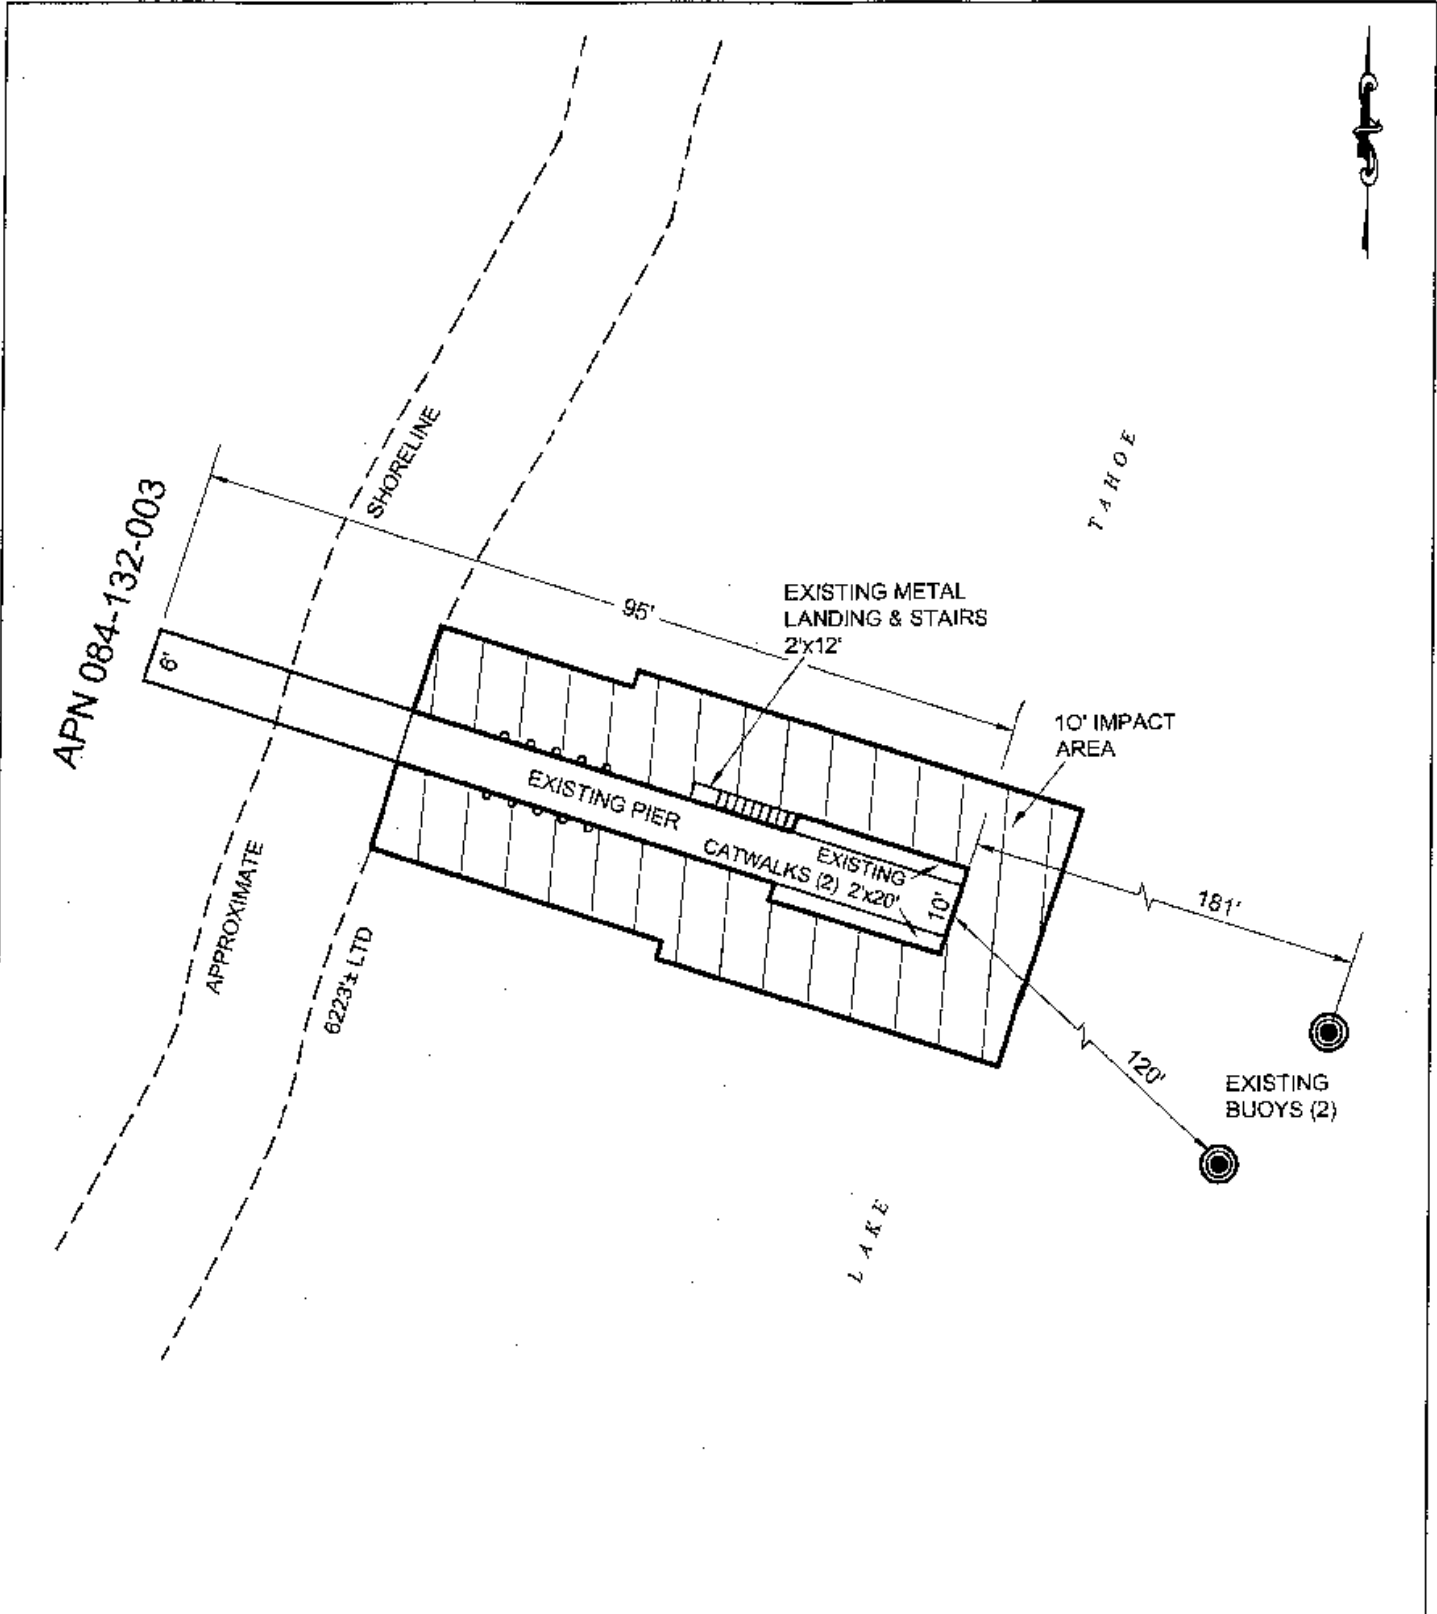 APN 084-132-003
SHORELINE
TAHOE
95'
EXISTING METAL
LANDING & STAIRS
2'x12'
6'
10' IMPACT
AREA
EXISTING PIER
EXISTING
CATWALKS (2) 2'x20'
10'
181'
APPROXIMATE
6223'± LTD
120'
EXISTING
BUOYS (2)
LAKE